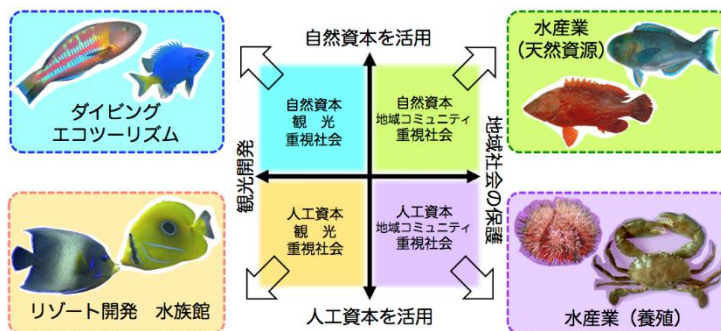 自然資本を活用
水産業
(天然資源)
ダイビング
エコツーリズム
自然資本
観 光
重視社会
自然資本
地域コミュニティ
重視社会
観光開発
地域社会の保護
人工資本
観 光
重視社会
人工資本
地域コミュニティ
重視社会
リゾート開発 水族館
人工資本を活用
水産業(養殖)